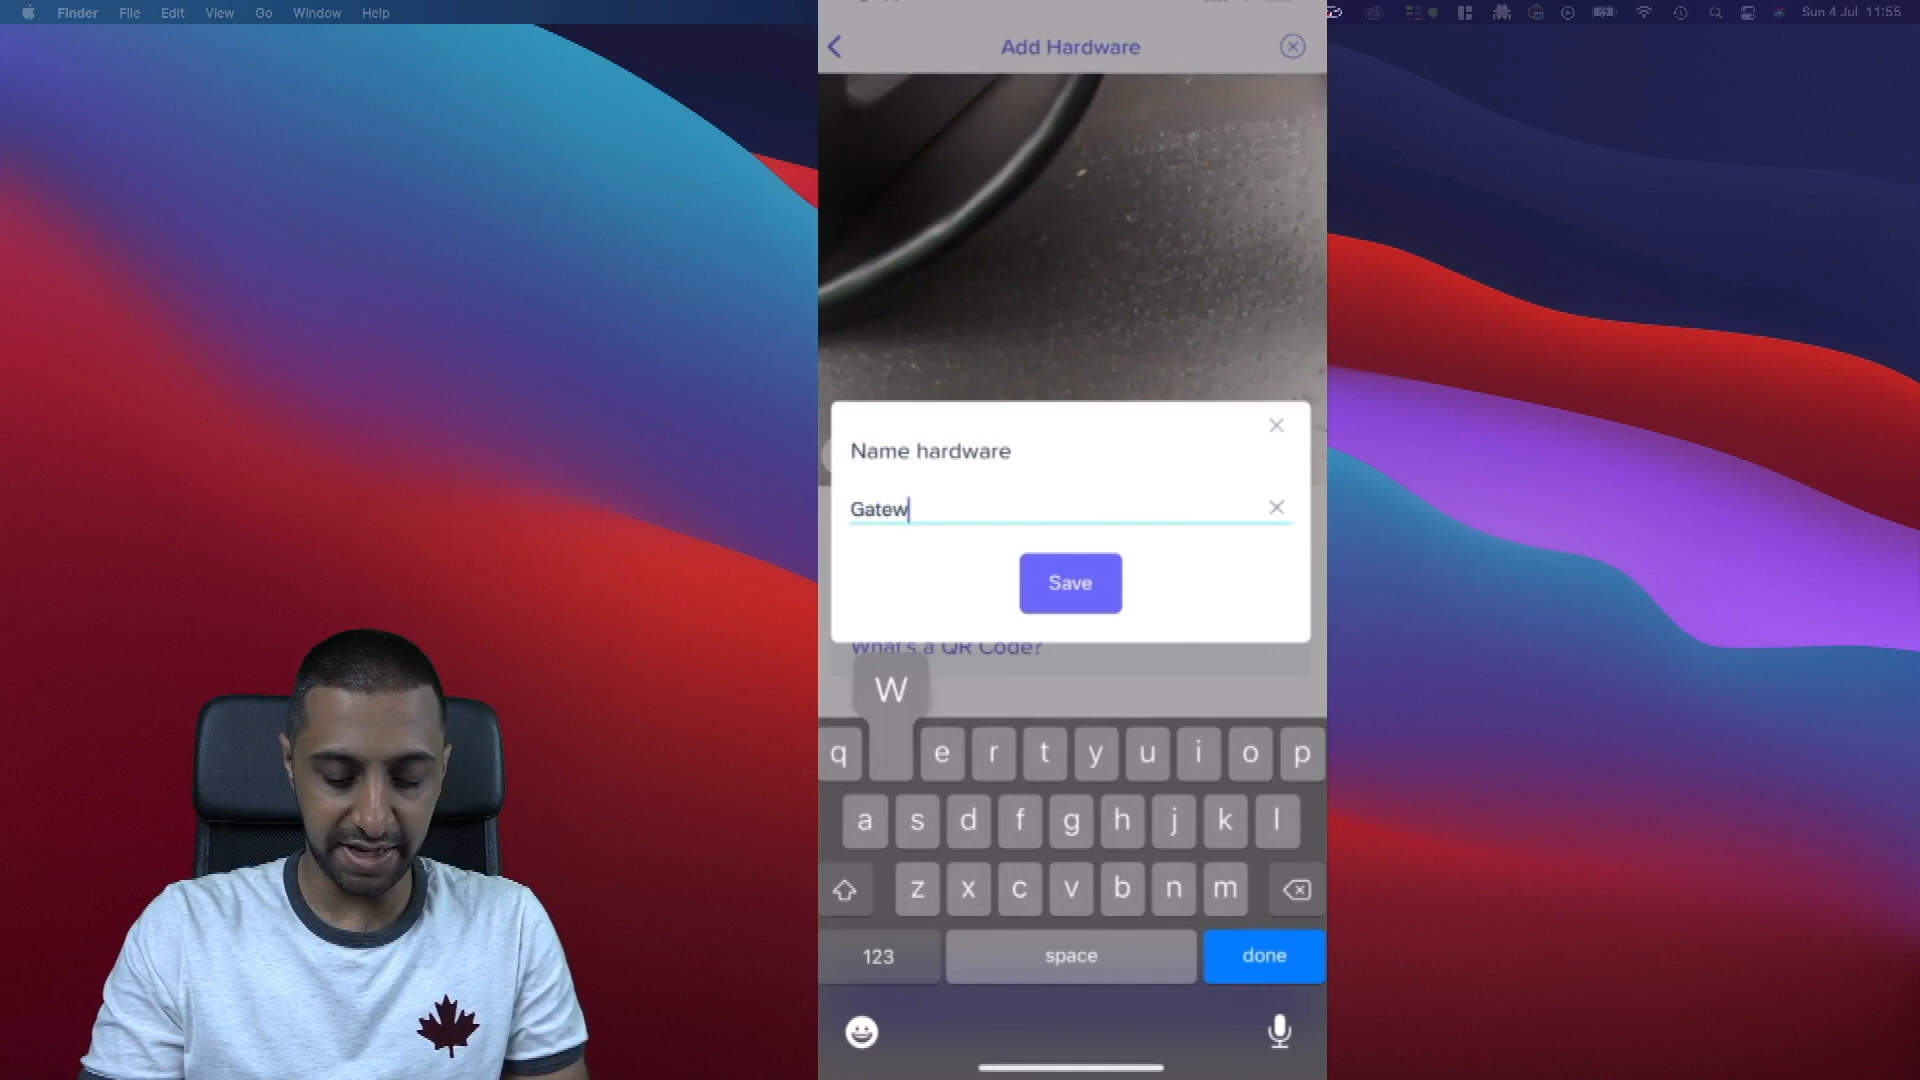 Finder File Edit View Go Window Help
Sun 4 Jul 11:55
Add Hardware
Name hardware
Gatew
Save
What's a QR Code?
W
q e r t y u i o p
a s d f g h j k l
z x c v b n m
123 space done